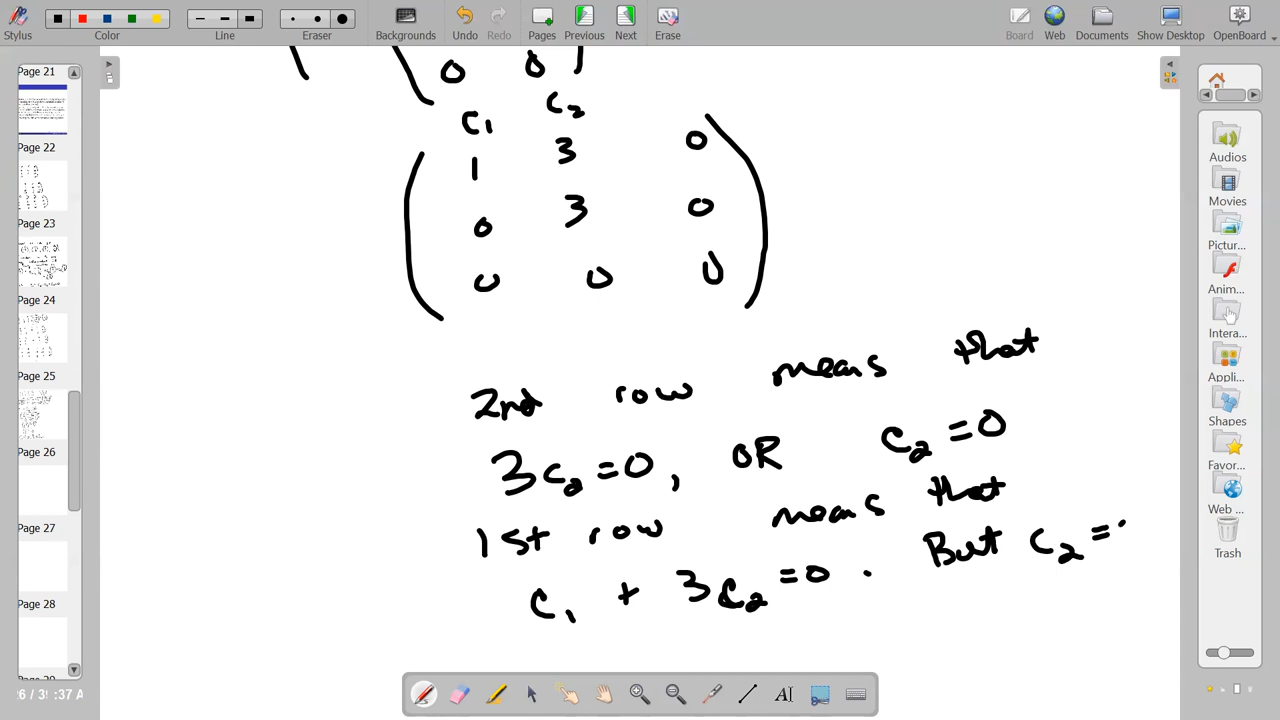 Stylus Color Line Eraser Backgrounds Undo Redo Pages Previous Next Erase Board Web Documents Show Desktop OpenBoard
Page 21
Page 22
Page 23
Page 24
Page 25
Page 26
Page 27
Page 28
0 0
c₁ c₂
1 3 0
0 3 0
0 0 0
2nd row means that
3c₂ =0, OR c₂ =0
1st row means that
c₁ + 3c₂ =0. But c₂ =
Audios
Movies
Pictur...
Anim...
Intera...
Appli...
Shapes
Favor...
Web ...
Trash